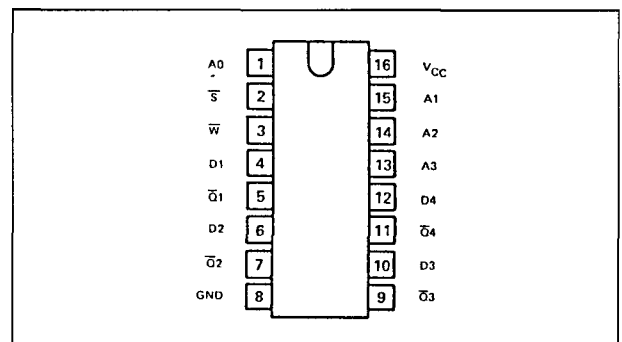 A0 1 16 V_CC
S̅ 2 15 A1
W̅ 3 14 A2
D1 4 13 A3
Q̅1 5 12 D4
D2 6 11 Q̅4
Q̅2 7 10 D3
GND 8 9 Q̅3